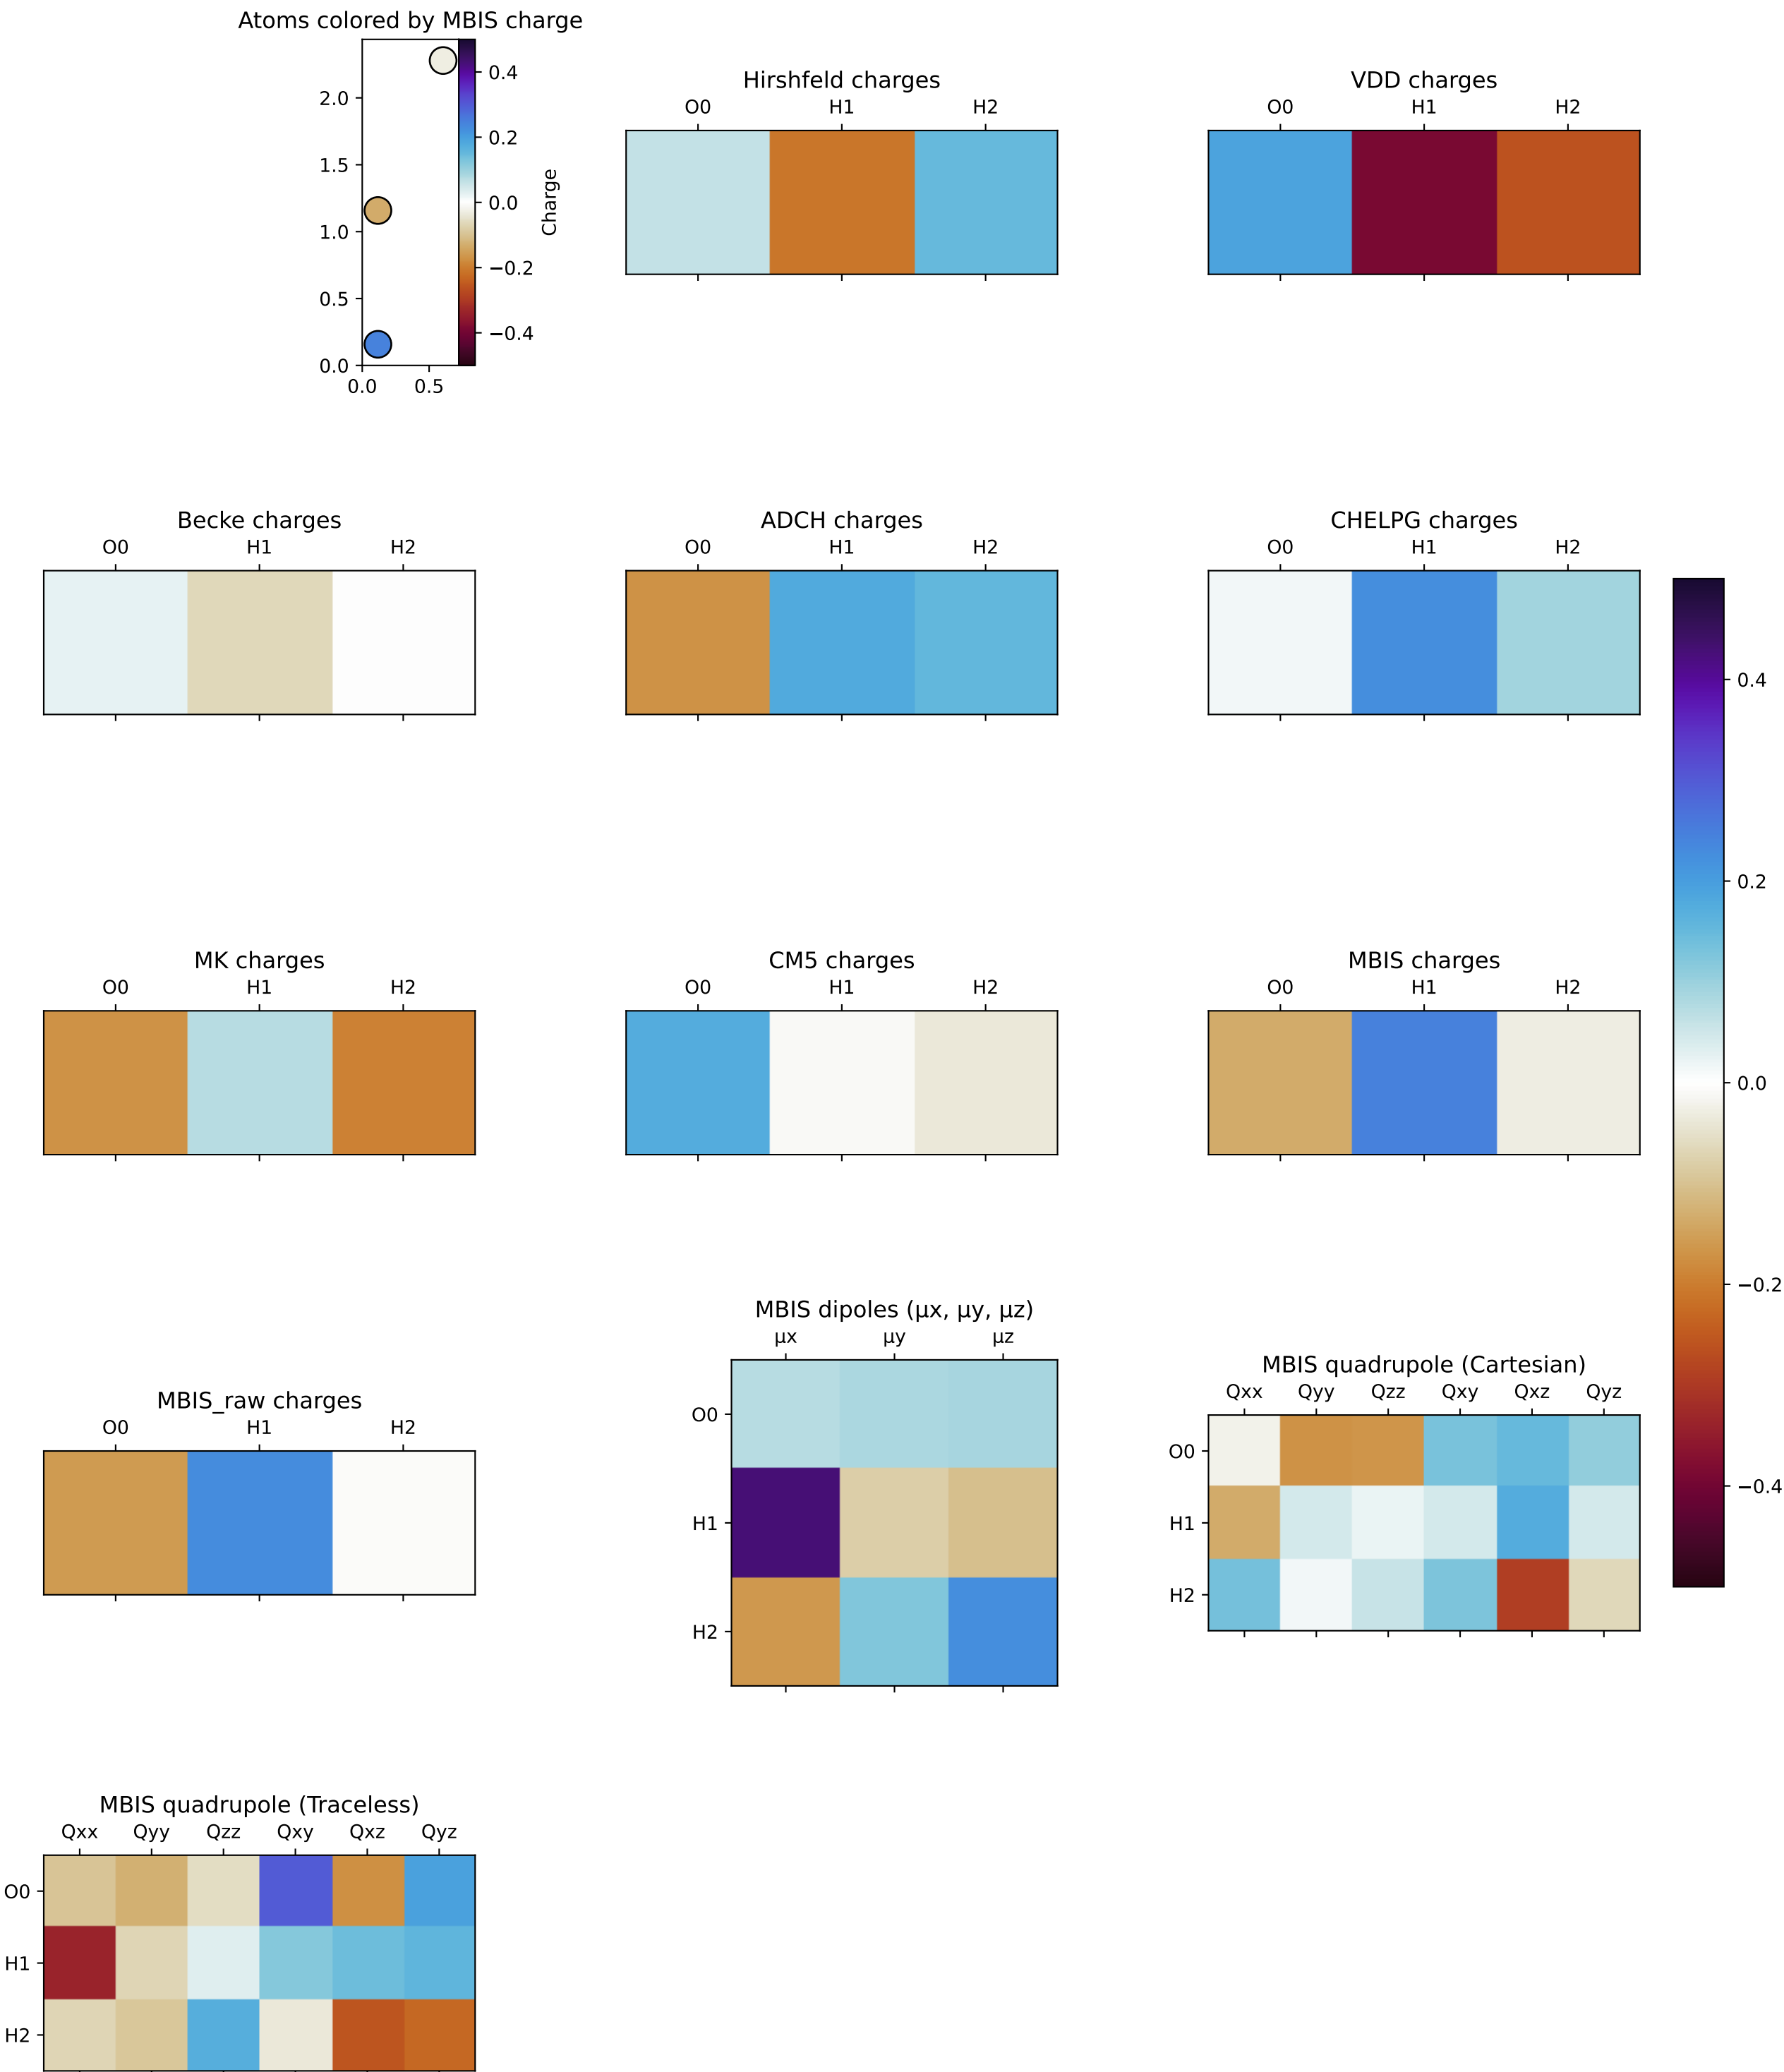 Atoms colored by MBIS charge
2.0
1.5
1.0
0.5
0.0
0.0 0.5
0.4
0.2
0.0
−0.2
−0.4
Charge
Hirshfeld charges
O0 H1 H2
VDD charges
O0 H1 H2
Becke charges
O0 H1 H2
ADCH charges
O0 H1 H2
CHELPG charges
O0 H1 H2
MK charges
O0 H1 H2
CM5 charges
O0 H1 H2
MBIS charges
O0 H1 H2
0.4
0.2
0.0
−0.2
−0.4
MBIS_raw charges
O0 H1 H2
MBIS dipoles (μx, μy, μz)
μx μy μz
O0
H1
H2
MBIS quadrupole (Cartesian)
Qxx Qyy Qzz Qxy Qxz Qyz
O0
H1
H2
MBIS quadrupole (Traceless)
Qxx Qyy Qzz Qxy Qxz Qyz
O0
H1
H2